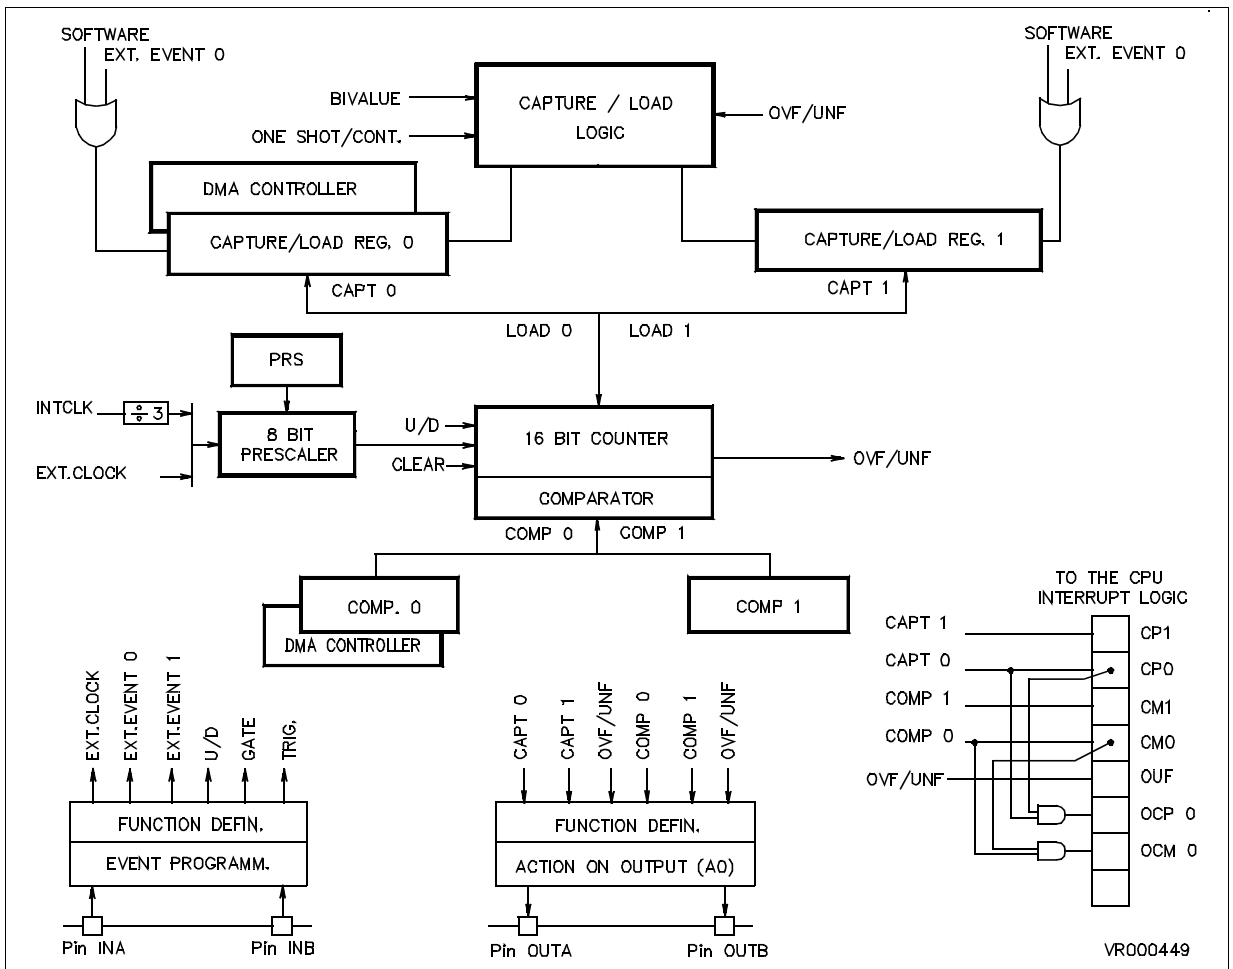 SOFTWARE
EXT. EVENT 0
SOFTWARE
EXT. EVENT 0
BIVALUE
ONE SHOT/CONT.
CAPTURE / LOAD
LOGIC
OVF/UNF
DMA CONTROLLER
CAPTURE/LOAD REG. 0
CAPTURE/LOAD REG. 1
CAPT 0
CAPT 1
LOAD 0
LOAD 1
PRS
INTCLK
÷ 3
8 BIT
PRESCALER
EXT.CLOCK
U/D
CLEAR
16 BIT COUNTER
COMPARATOR
OVF/UNF
COMP 0
COMP 1
COMP. 0
DMA CONTROLLER
COMP 1
EXT.CLOCK
EXT.EVENT 0
EXT.EVENT 1
U/D
GATE
TRIG.
FUNCTION DEFIN.
EVENT PROGRAMM.
Pin INA
Pin INB
CAPT 0
CAPT 1
OVF/UNF
COMP 0
COMP 1
OVF/UNF
FUNCTION DEFIN.
ACTION ON OUTPUT (AO)
Pin OUTA
Pin OUTB
TO THE CPU
INTERRUPT LOGIC
CAPT 1
CP1
CAPT 0
CP0
COMP 1
CM1
COMP 0
CM0
OVF/UNF
OUF
OCP 0
OCM 0
VR000449